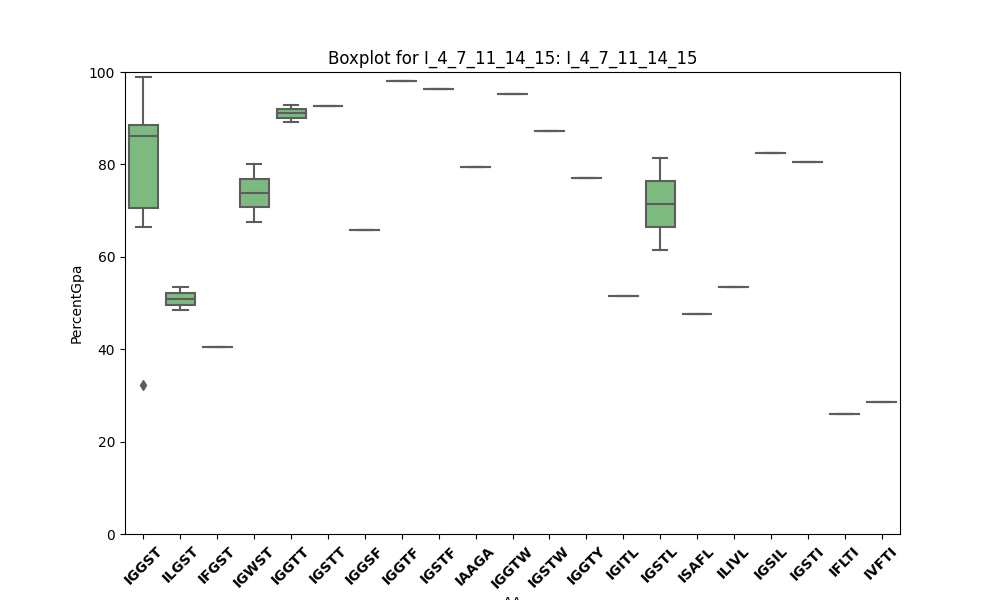 Boxplot for I_4_7_11_14_15: I_4_7_11_14_15
100
80
60
40
20
0
PercentGpa
IGGST ILGST IFGST IGWST IGGTT IGSTT IGGSF IGGTF IGSTF IAAGA IGGTW IGSTW IGGTY IGITL IGSTL ISAFL ILIVL IGSIL IGSTI IFLTI IVFTI